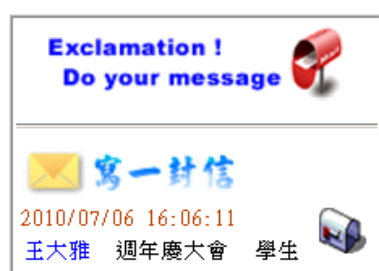 Exclamation !
Do your message
寫一封信
2010/07/06 16:06:11
王大雅 週年慶大會 學生